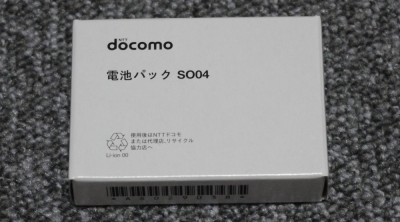 NTT
docomo
電池パック SO04
使用後はNTTドコモ
または代理店、リサイクル
協力店へ
Li-ion 00